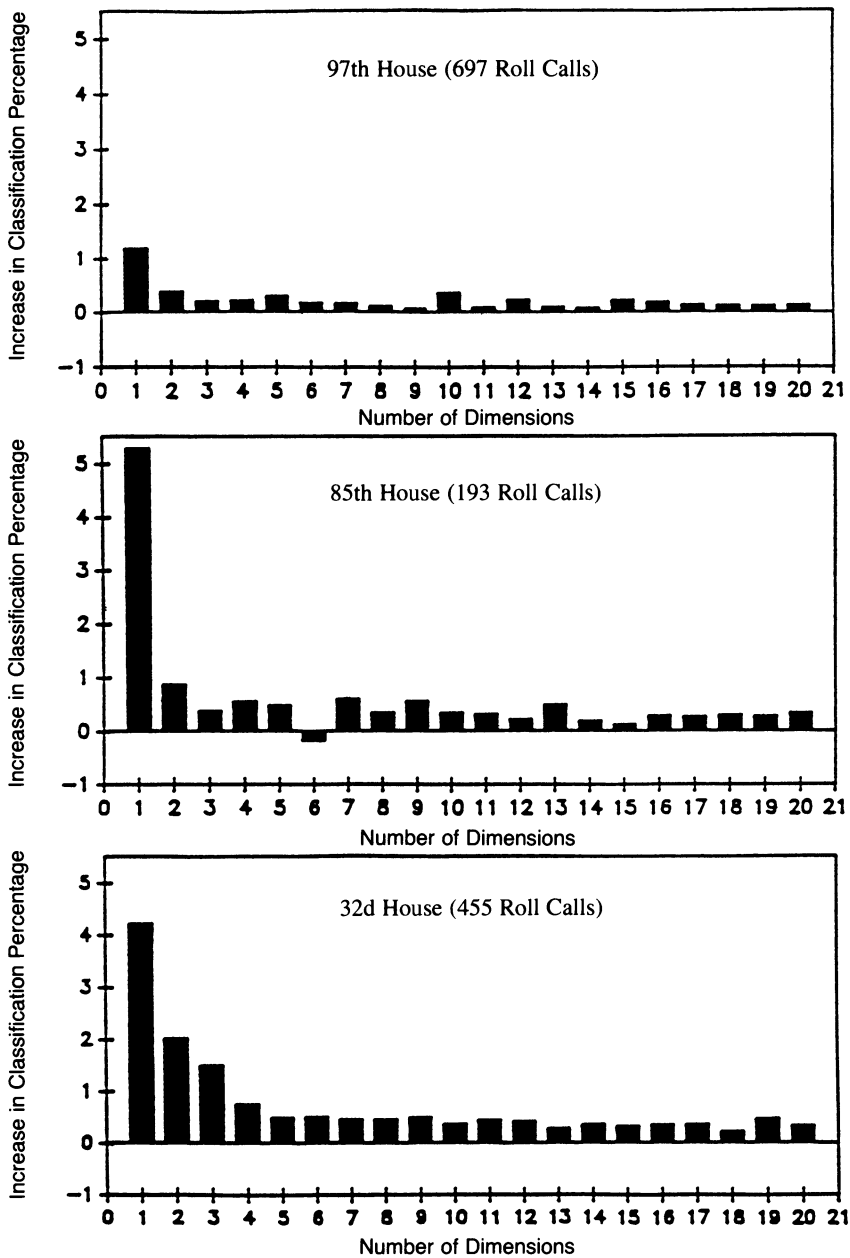 Increase in Classification Percentage
97th House (697 Roll Calls)
5
4
3
2
1
0
-1
0 1 2 3 4 5 6 7 8 9 10 11 12 13 14 15 16 17 18 19 20 21
Number of Dimensions
Increase in Classification Percentage
85th House (193 Roll Calls)
5
4
3
2
1
0
-1
0 1 2 3 4 5 6 7 8 9 10 11 12 13 14 15 16 17 18 19 20 21
Number of Dimensions
Increase in Classification Percentage
32d House (455 Roll Calls)
5
4
3
2
1
0
-1
0 1 2 3 4 5 6 7 8 9 10 11 12 13 14 15 16 17 18 19 20 21
Number of Dimensions